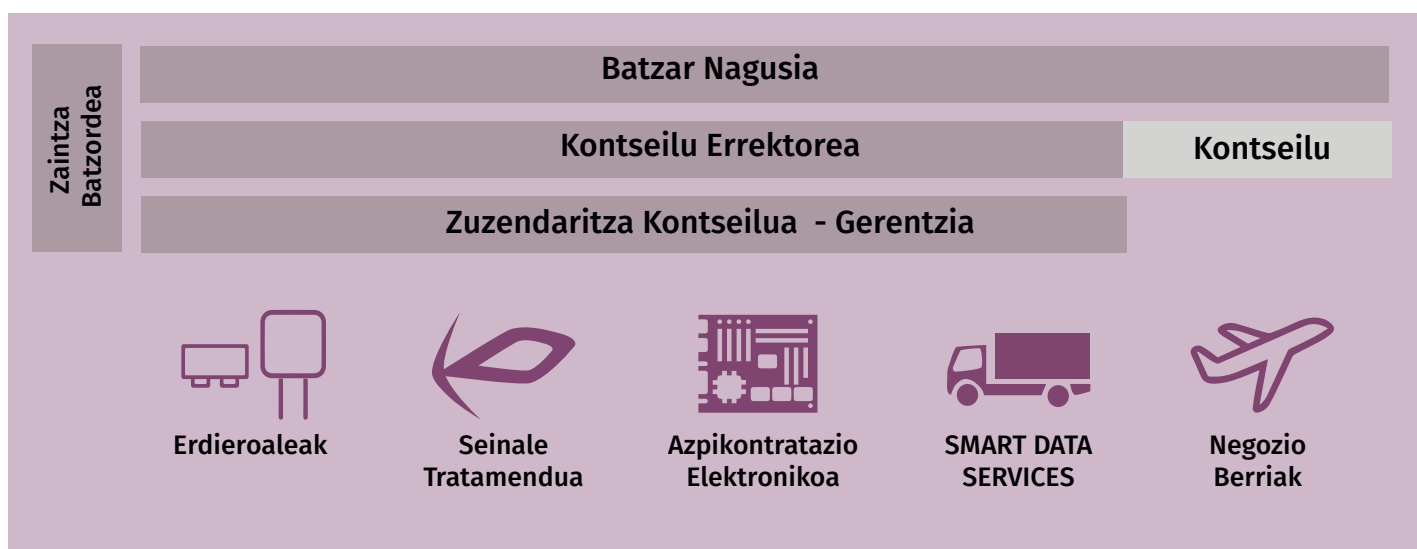 Zaintza
Batzordea
Batzar Nagusia
Kontseilu Errektorea
Kontseilu
Zuzendaritza Kontseilua - Gerentzia
Erdieroaleak
Seinale
Tratamendua
Azpikontratazio
Elektronikoa
SMART DATA
SERVICES
Negozio
Berriak